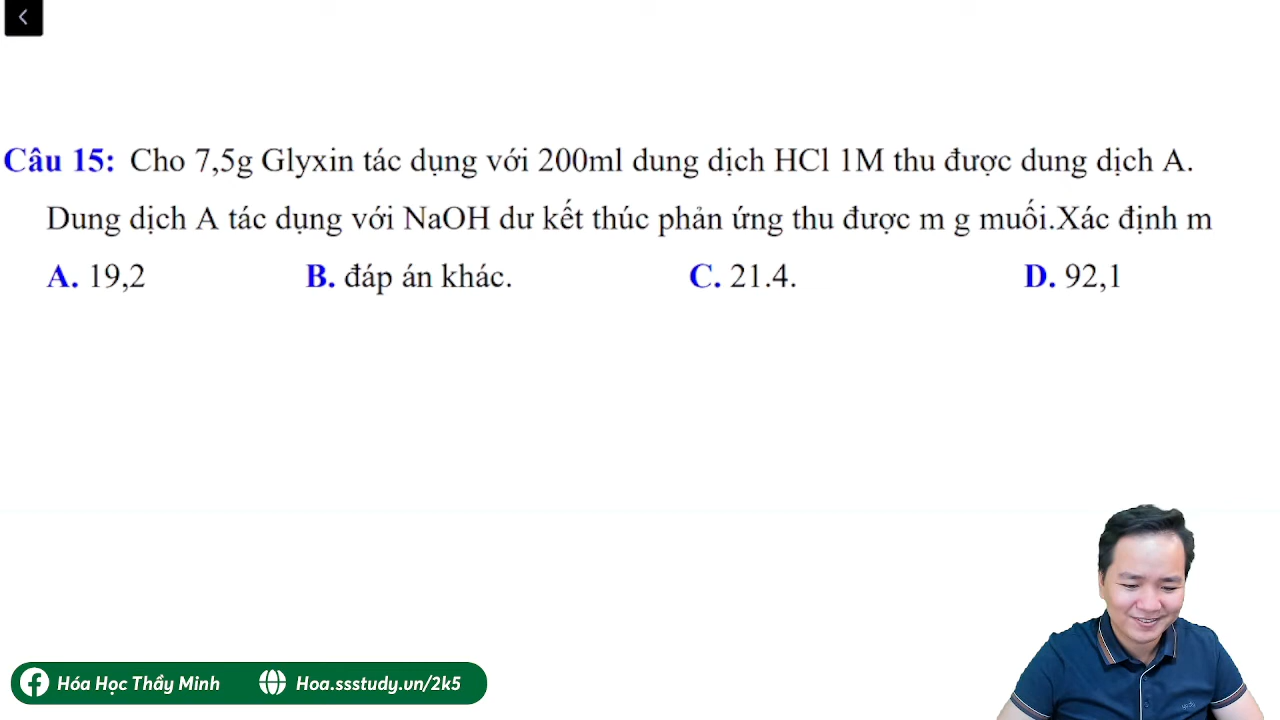 Câu 15: Cho 7,5g Glyxin tác dụng với 200ml dung dịch HCl 1M thu được dung dịch A.
Dung dịch A tác dụng với NaOH dư kết thúc phản ứng thu được m g muối.Xác định m
A. 19,2 B. đáp án khác. C. 21.4. D. 92,1
Hóa Học Thầy Minh Hoa.ssstudy.vn/2k5